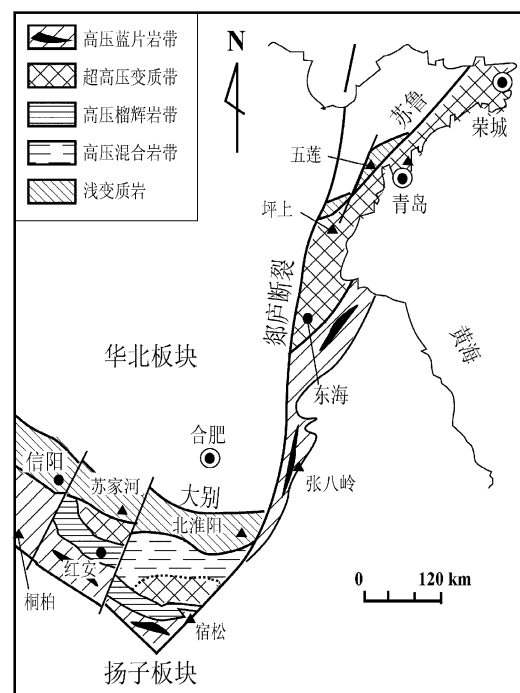 高压蓝片岩带
超高压变质带
高压榴辉岩带
高压混合岩带
浅变质岩
N
苏鲁
荣城
五莲
青岛
坪上
郯庐断裂
黄海
华北板块
东海
合肥
信阳
苏家河
大别
张八岭
北淮阳
红安
桐柏
0 120 km
宿松
扬子板块